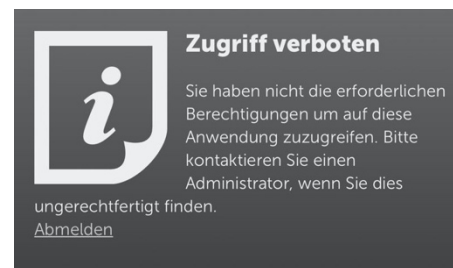 Zugriff verboten
Sie haben nicht die erforderlichen
Berechtigungen um auf diese
Anwendung zuzugreifen. Bitte
kontaktieren Sie einen
Administrator, wenn Sie dies
ungerechtfertigt finden.
Abmelden